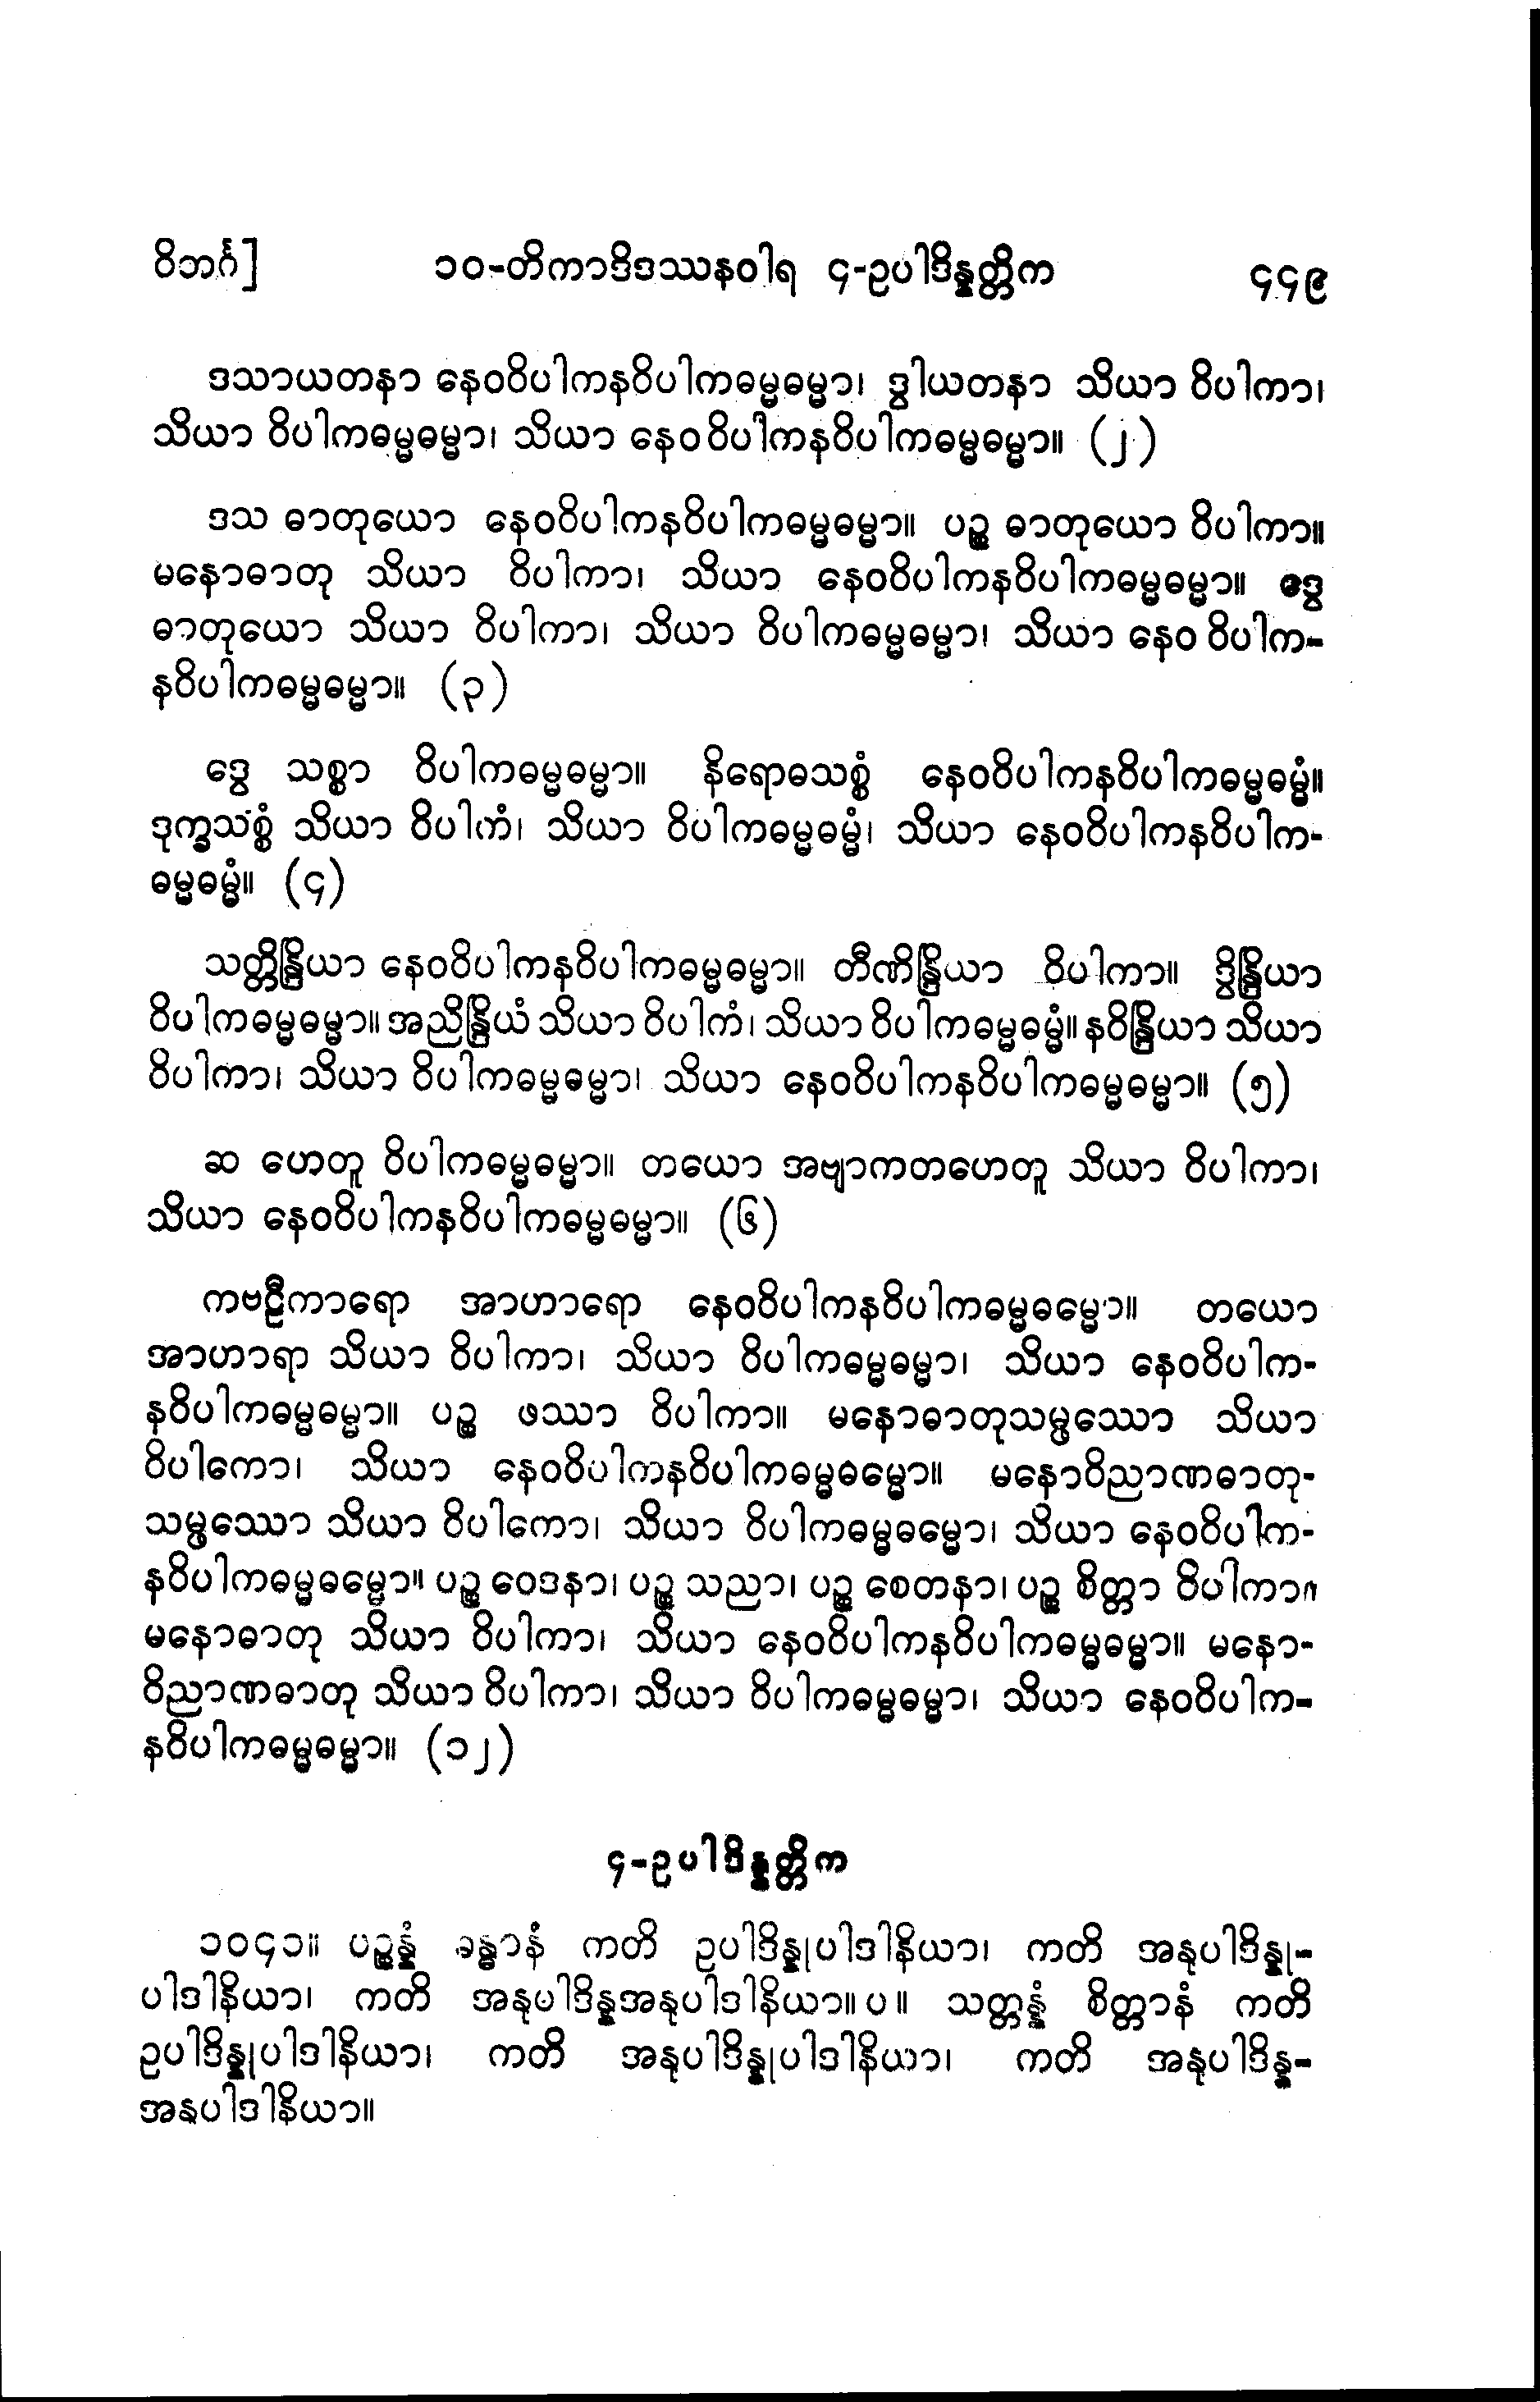 ဝိဘင်္ဂ]
၁၀-တိကာဒိဒဿနဝါရ ၄-ဥပါဒိန္နတ္တိက
၄၄၉
ဒသာယတနာ နေဝဝိပါကနဝိပါကဓမ္မဓမ္မာ၊ ဒွါယတနာ သိယာ ဝိပါကာ၊
သိယာ ဝိပါကဓမ္မဓမ္မာ၊ သိယာ နေဝ ဝိပါကနဝိပါကဓမ္မဓမ္မာ။ (၂)
ဒသ ဓာတုယော နေဝဝိပါကနဝိပါကဓမ္မဓမ္မာ။ ပဉ္စ ဓာတုယော ဝိပါကာ။
မနောဓာတု သိယာ ဝိပါကာ၊ သိယာ နေဝဝိပါကနဝိပါကဓမ္မဓမ္မာ။ ဒွေ
ဓာတုယော သိယာ ဝိပါကာ၊ သိယာ ဝိပါကဓမ္မဓမ္မာ၊ သိယာ နေဝ ဝိပါက-
နဝိပါကဓမ္မဓမ္မာ။ (၃)
ဒွေ သစ္စာ ဝိပါကဓမ္မဓမ္မာ။ နိရောဓသစ္စံ နေဝဝိပါကနဝိပါကဓမ္မဓမ္မံ။
ဒုက္ခသစ္စံ သိယာ ဝိပါကံ၊ သိယာ ဝိပါကဓမ္မဓမ္မံ၊ သိယာ နေဝဝိပါကနဝိပါက-
ဓမ္မဓမ္မံ။ (၄)
သတ္တိန္ဒြိယာ နေဝဝိပါကနဝိပါကဓမ္မဓမ္မာ။ တီဏိန္ဒြိယာ ဝိပါကာ။ ဒွိန္ဒြိယာ
ဝိပါကဓမ္မဓမ္မာ။ အညိန္ဒြိယံ သိယာ ဝိပါကံ၊ သိယာ ဝိပါကဓမ္မဓမ္မံ။ နဝိန္ဒြိယာ သိယာ
ဝိပါကာ၊ သိယာ ဝိပါကဓမ္မဓမ္မာ၊ သိယာ နေဝဝိပါကနဝိပါကဓမ္မဓမ္မာ။ (၅)
ဆ ဟေတူ ဝိပါကဓမ္မဓမ္မာ။ တယော အဗျာကတဟေတူ သိယာ ဝိပါကာ၊
သိယာ နေဝဝိပါကနဝိပါကဓမ္မဓမ္မာ။ (၆)
ကဗဠီကာရော အာဟာရော နေဝဝိပါကနဝိပါကဓမ္မဓမ္မော။ တယော
အာဟာရာ သိယာ ဝိပါကာ၊ သိယာ ဝိပါကဓမ္မဓမ္မာ၊ သိယာ နေဝဝိပါက-
နဝိပါကဓမ္မဓမ္မာ။ ပဉ္စ ဖဿာ ဝိပါကာ။ မနောဓာတုသမ္ဖဿော သိယာ
ဝိပါကော၊ သိယာ နေဝဝိပါကနဝိပါကဓမ္မဓမ္မော။ မနောဝိညာဏဓာတု-
သမ္ဖဿော သိယာ ဝိပါကော၊ သိယာ ဝိပါကဓမ္မဓမ္မော၊ သိယာ နေဝဝိပါက-
နဝိပါကဓမ္မဓမ္မော။ ပဉ္စ ဝေဒနာ၊ ပဉ္စ သညာ၊ ပဉ္စ စေတနာ၊ ပဉ္စ စိတ္တာ ဝိပါကာ။
မနောဓာတု သိယာ ဝိပါကာ၊ သိယာ နေဝဝိပါကနဝိပါကဓမ္မဓမ္မာ။ မနော-
ဝိညာဏဓာတု သိယာ ဝိပါကာ၊ သိယာ ဝိပါကဓမ္မဓမ္မာ၊ သိယာ နေဝဝိပါက-
နဝိပါကဓမ္မဓမ္မာ။ (၁၂)
၄-ဥပါဒိန္နတ္တိက
၁၀၄၁။ ပဉ္စန္နံ ခန္ဓာနံ ကတိ ဥပါဒိန္နုပါဒါနိယာ၊ ကတိ အနုပါဒိန္နု-
ပါဒါနိယာ၊ ကတိ အနုပါဒိန္နအနုပါဒါနိယာ။ ပ။ သတ္တန္နံ စိတ္တာနံ ကတိ
ဥပါဒိန္နုပါဒါနိယာ၊ ကတိ အနုပါဒိန္နုပါဒါနိယာ၊ ကတိ အနုပါဒိန္န-
အနုပါဒါနိယာ။